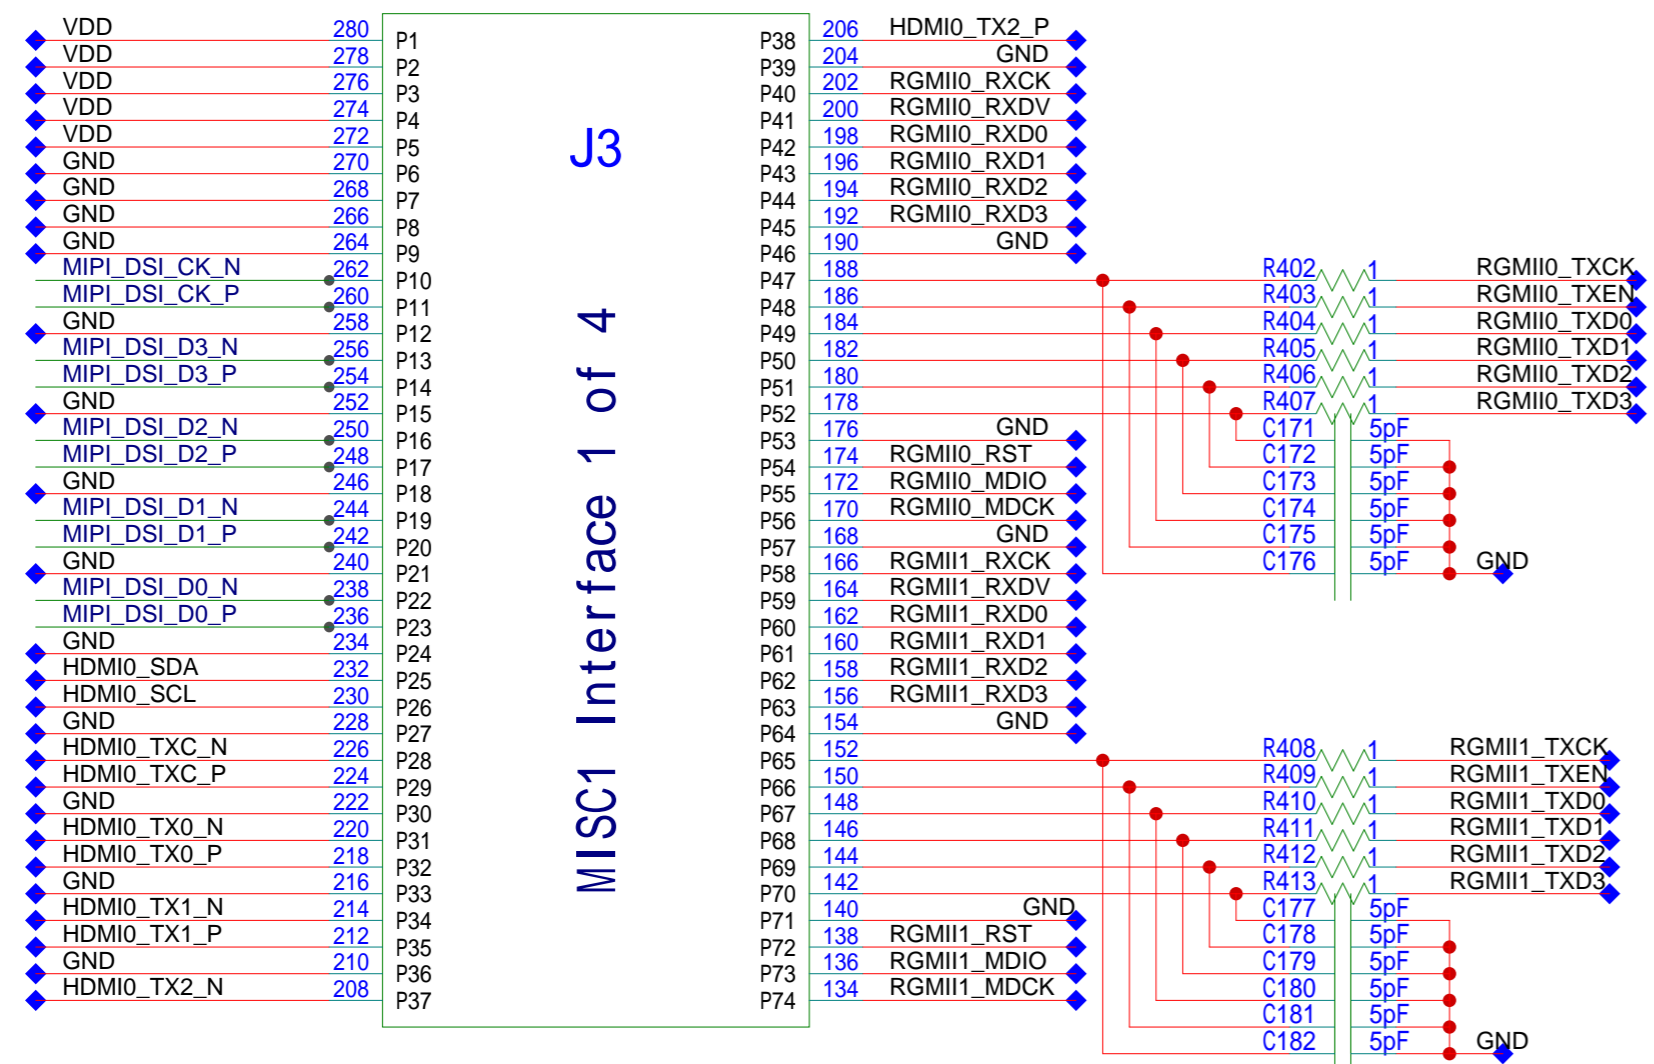 J3
MISC1 Interface 1 of 4
VDD 280 P1
VDD 278 P2
VDD 276 P3
VDD 274 P4
VDD 272 P5
GND 270 P6
GND 268 P7
GND 266 P8
GND 264 P9
MIPI_DSI_CK_N 262 P10
MIPI_DSI_CK_P 260 P11
GND 258 P12
MIPI_DSI_D3_N 256 P13
MIPI_DSI_D3_P 254 P14
GND 252 P15
MIPI_DSI_D2_N 250 P16
MIPI_DSI_D2_P 248 P17
GND 246 P18
MIPI_DSI_D1_N 244 P19
MIPI_DSI_D1_P 242 P20
GND 240 P21
MIPI_DSI_D0_N 238 P22
MIPI_DSI_D0_P 236 P23
GND 234 P24
HDMI0_SDA 232 P25
HDMI0_SCL 230 P26
GND 228 P27
HDMI0_TXC_N 226 P28
HDMI0_TXC_P 224 P29
GND 222 P30
HDMI0_TX0_N 220 P31
HDMI0_TX0_P 218 P32
GND 216 P33
HDMI0_TX1_N 214 P34
HDMI0_TX1_P 212 P35
GND 210 P36
HDMI0_TX2_N 208 P37
P38 206 HDMI0_TX2_P
P39 204 GND
P40 202 RGMII0_RXCK
P41 200 RGMII0_RXDV
P42 198 RGMII0_RXD0
P43 196 RGMII0_RXD1
P44 194 RGMII0_RXD2
P45 192 RGMII0_RXD3
P46 190 GND
P47 188 R402 1 RGMII0_TXCK
P48 186 R403 1 RGMII0_TXEN
P49 184 R404 1 RGMII0_TXD0
P50 182 R405 1 RGMII0_TXD1
P51 180 R406 1 RGMII0_TXD2
P52 178 R407 1 RGMII0_TXD3
P53 176 GND C171 5pF
P54 174 RGMII0_RST C172 5pF
P55 172 RGMII0_MDIO C173 5pF
P56 170 RGMII0_MDCK C174 5pF
P57 168 GND C175 5pF
P58 166 RGMII1_RXCK C176 5pF GND
P59 164 RGMII1_RXDV
P60 162 RGMII1_RXD0
P61 160 RGMII1_RXD1
P62 158 RGMII1_RXD2
P63 156 RGMII1_RXD3
P64 154 GND
P65 152 R408 1 RGMII1_TXCK
P66 150 R409 1 RGMII1_TXEN
P67 148 R410 1 RGMII1_TXD0
P68 146 R411 1 RGMII1_TXD1
P69 144 R412 1 RGMII1_TXD2
P70 142 R413 1 RGMII1_TXD3
P71 140 GND C177 5pF
P72 138 RGMII1_RST C178 5pF
P73 136 RGMII1_MDIO C179 5pF
P74 134 RGMII1_MDCK C180 5pF
C181 5pF
C182 5pF GND